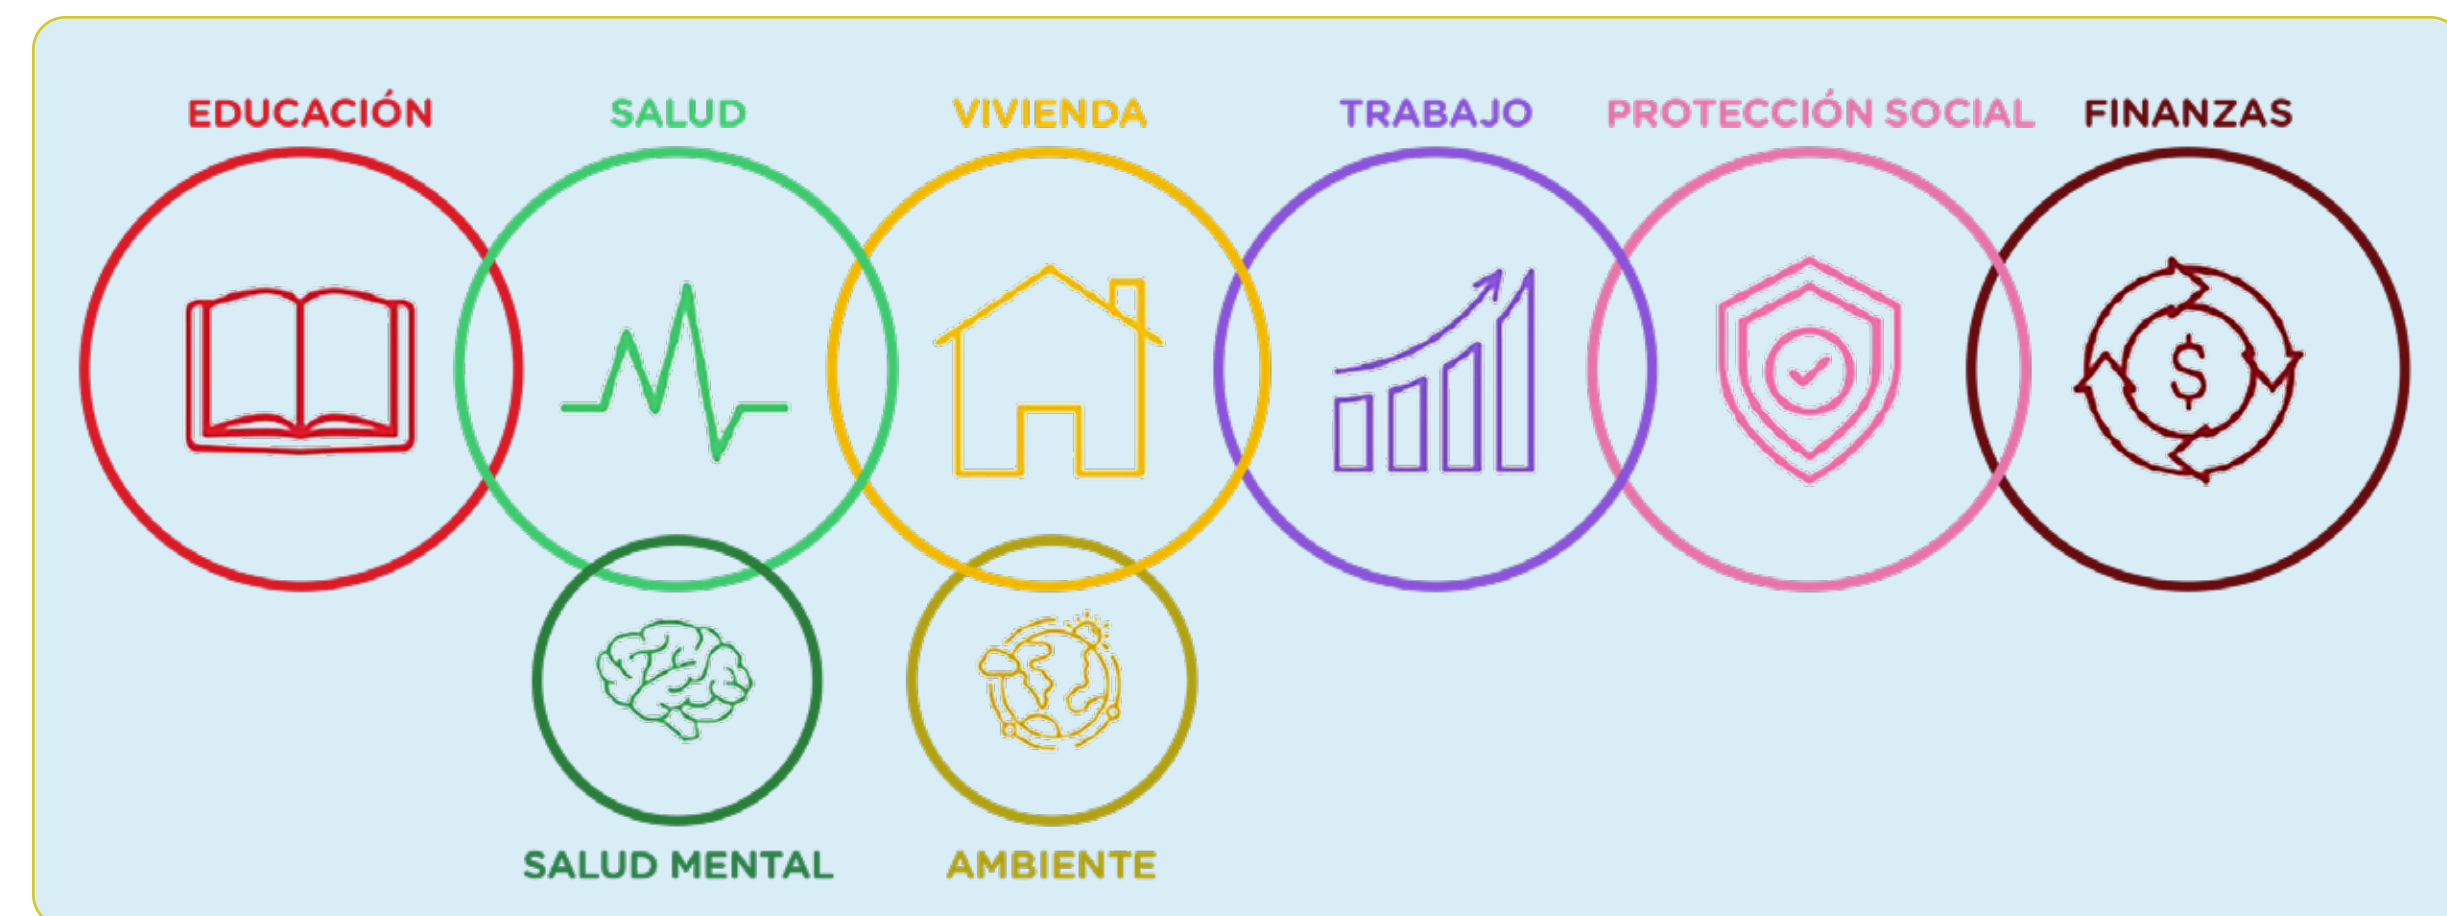 EDUCACIÓN
SALUD
VIVIENDA
TRABAJO
PROTECCIÓN SOCIAL
FINANZAS
$
SALUD MENTAL
AMBIENTE